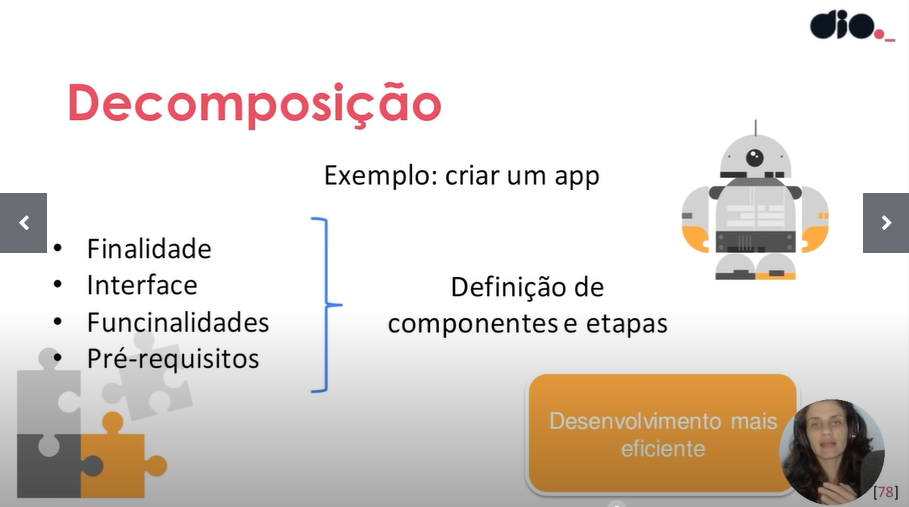 dio._
Decomposição
Exemplo: criar um app
• Finalidade
• Interface
• Funcinalidades
• Pré-requisitos
Definição de
componentes e etapas
Desenvolvimento mais
eficiente
[78]